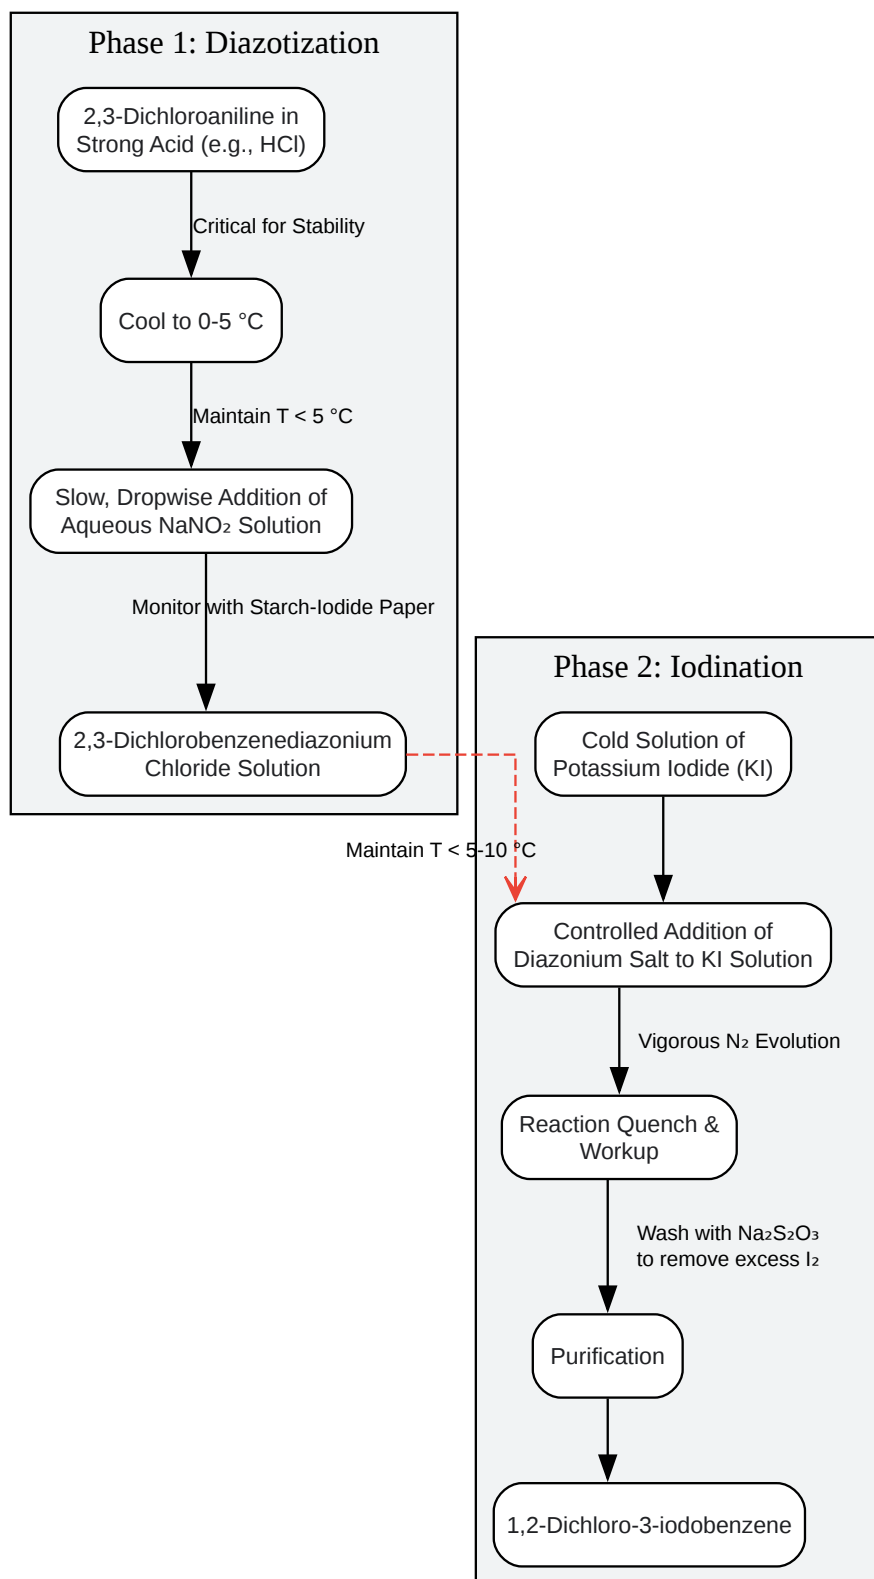 Phase 1: Diazotization
2,3-Dichloroaniline in
Strong Acid (e.g., HCl)
Critical for Stability
Cool to 0-5 °C
Maintain T < 5 °C
Slow, Dropwise Addition of
Aqueous NaNO₂ Solution
Monitor with Starch-Iodide Paper
2,3-Dichlorobenzenediazonium
Chloride Solution
Phase 2: Iodination
Cold Solution of
Potassium Iodide (KI)
Maintain T < 5-10 °C
Controlled Addition of
Diazonium Salt to KI Solution
Vigorous N₂ Evolution
Reaction Quench &
Workup
Wash with Na₂S₂O₃
to remove excess I₂
Purification
1,2-Dichloro-3-iodobenzene